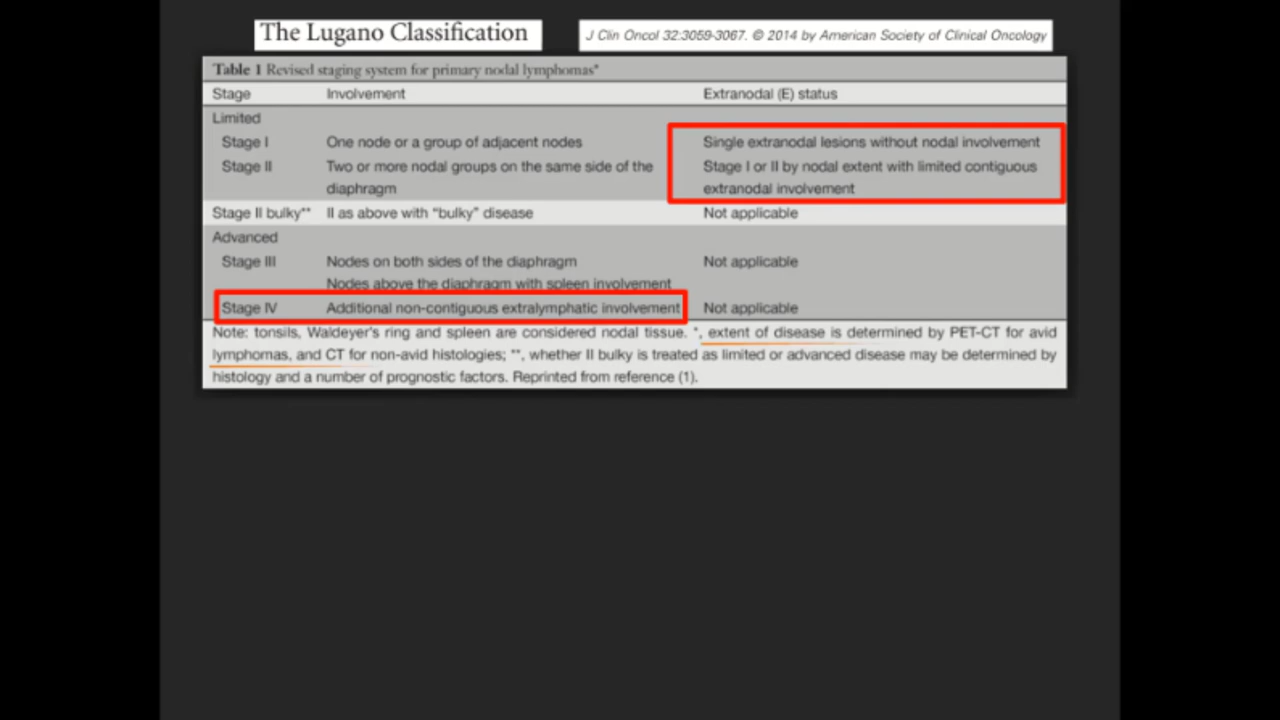 The Lugano Classification
J Clin Oncol 32:3059-3067. © 2014 by American Society of Clinical Oncology
Table 1 Revised staging system for primary nodal lymphomas*
Stage Involvement Extranodal (E) status
Limited
Stage I One node or a group of adjacent nodes Single extranodal lesions without nodal involvement
Stage II Two or more nodal groups on the same side of the Stage I or II by nodal extent with limited contiguous
diaphragm extranodal involvement
Stage II bulky** II as above with “bulky” disease Not applicable
Advanced
Stage III Nodes on both sides of the diaphragm Not applicable
Nodes above the diaphragm with spleen involvement
Stage IV Additional non-contiguous extralymphatic involvement Not applicable
Note: tonsils, Waldeyer's ring and spleen are considered nodal tissue. *, extent of disease is determined by PET-CT for avid
lymphomas, and CT for non-avid histologies; **, whether II bulky is treated as limited or advanced disease may be determined by
histology and a number of prognostic factors. Reprinted from reference (1).